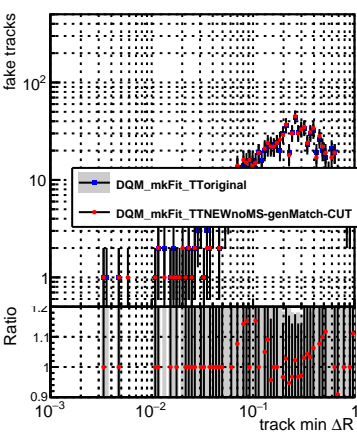 fake tracks
10²
10
1
DQM_mkFit_TToriginal
DQM_mkFit_TTNEWnoMS-genMatch-CUT
Ratio
1.2
1.1
1
0.9
10⁻³ 10⁻² 10⁻¹ 1
track min ΔR